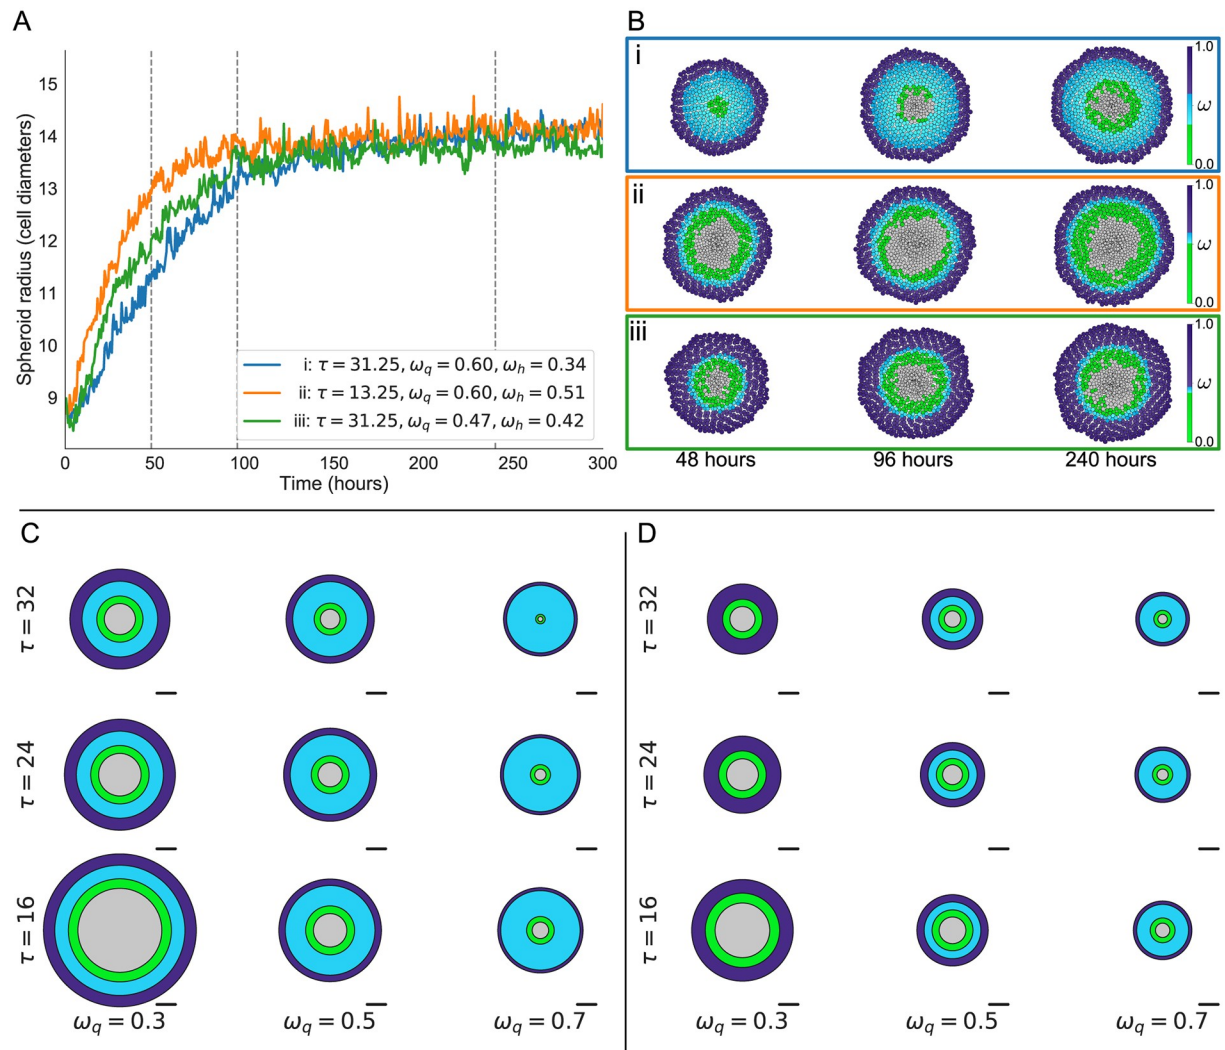 A
Spheroid radius (cell diameters)
15
14
13
12
11
10
9
0 50 100 150 200 250 300
Time (hours)
i: τ = 31.25, ω_q = 0.60, ω_h = 0.34
ii: τ = 13.25, ω_q = 0.60, ω_h = 0.51
iii: τ = 31.25, ω_q = 0.47, ω_h = 0.42
B
i
1.0
ω
0.0
ii
1.0
ω
0.0
iii
1.0
ω
0.0
48 hours 96 hours 240 hours
C
τ = 32
τ = 24
τ = 16
ω_q = 0.3 ω_q = 0.5 ω_q = 0.7
D
τ = 32
τ = 24
τ = 16
ω_q = 0.3 ω_q = 0.5 ω_q = 0.7